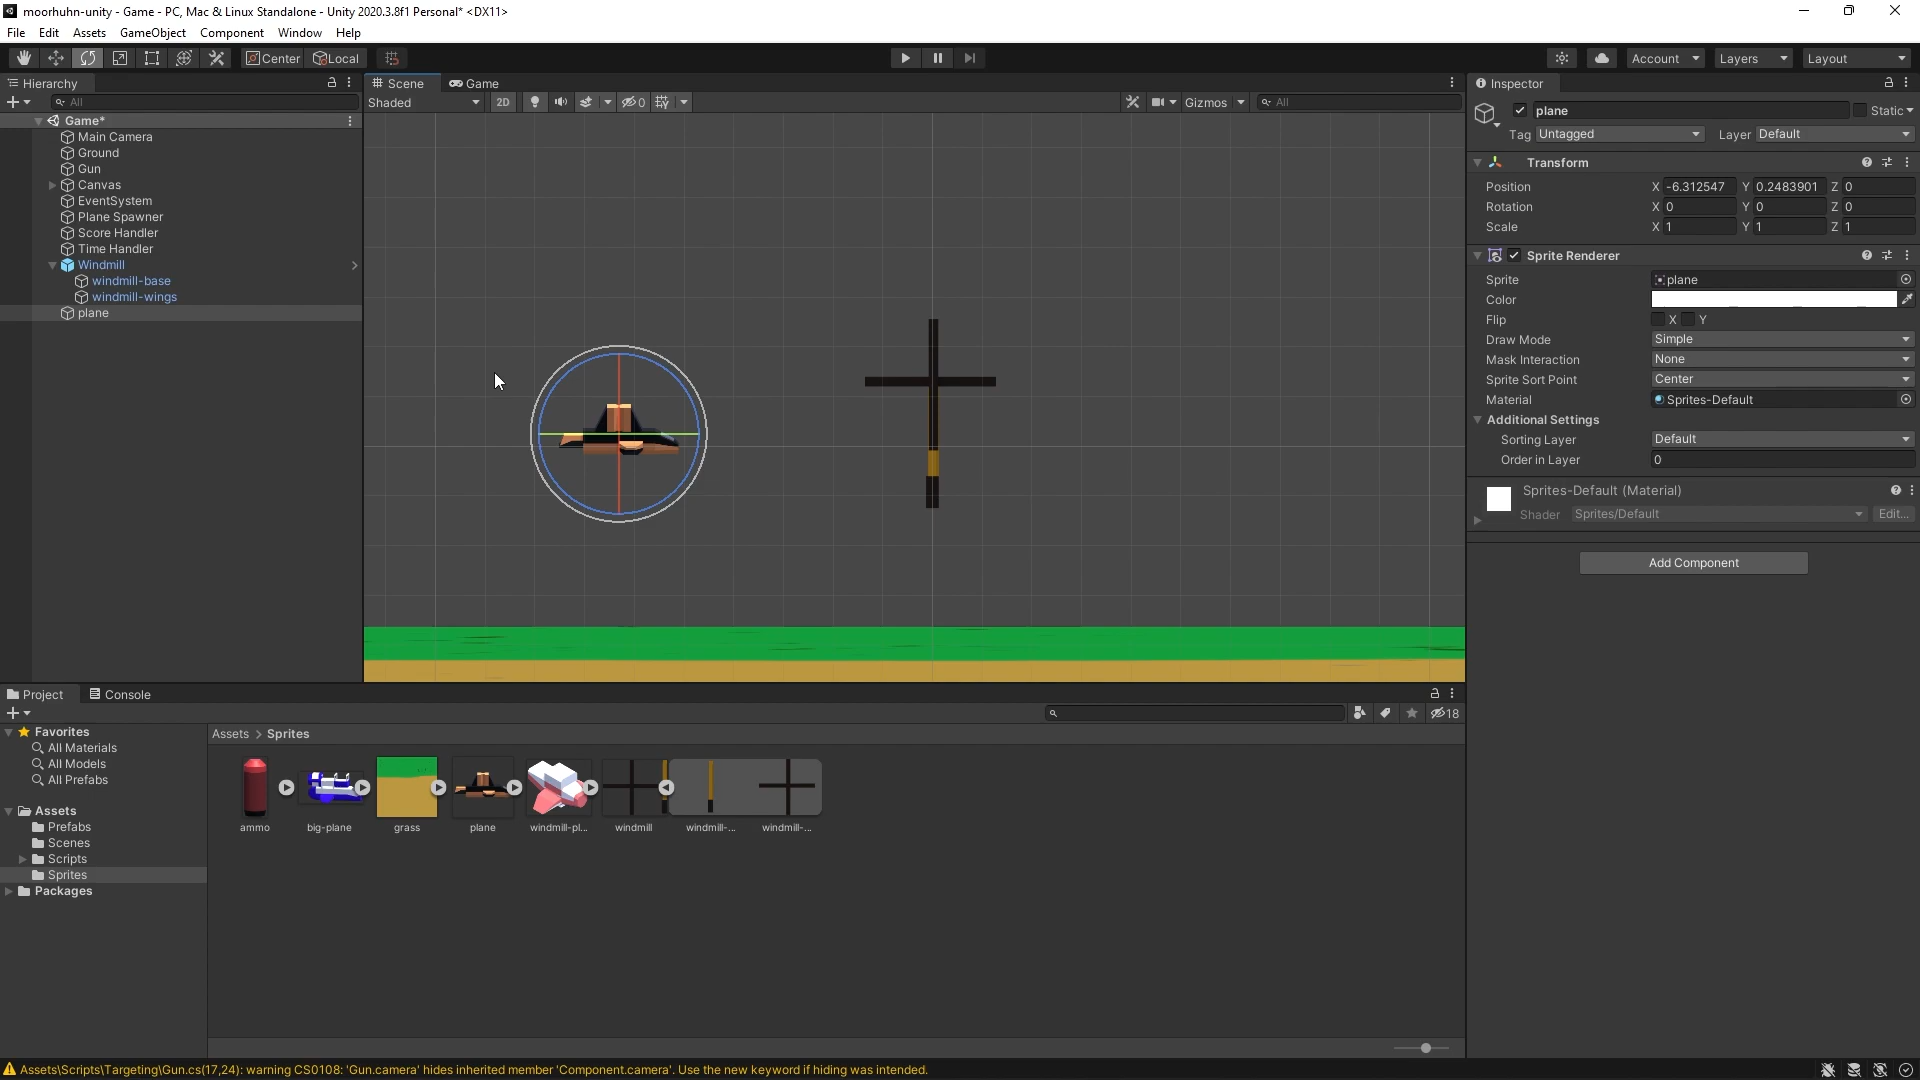 moorhuhn-unity - Game - PC, Mac & Linux Standalone - Unity 2020.3.8f1 Personal* <DX11>
File Edit Assets GameObject Component Window Help
Center Local Account Layers Layout
Hierarchy
All
Game*
Main Camera
Ground
Gun
Canvas
EventSystem
Plane Spawner
Score Handler
Time Handler
Windmill
windmill-base
windmill-wings
plane
Scene Game
Shaded 2D 0 Gizmos All
Inspector
plane Static
Tag Untagged Layer Default
Transform
Position X -6.312547 Y 0.2483901 Z 0
Rotation X 0 Y 0 Z 0
Scale X 1 Y 1 Z 1
Sprite Renderer
Sprite plane
Color
Flip X Y
Draw Mode Simple
Mask Interaction None
Sprite Sort Point Center
Material Sprites-Default
Additional Settings
Sorting Layer Default
Order in Layer 0
Sprites-Default (Material)
Shader Sprites/Default Edit...
Add Component
Project Console
18
Favorites
All Materials
All Models
All Prefabs
Assets
Prefabs
Scenes
Scripts
Sprites
Packages
Assets > Sprites
ammo big-plane grass plane windmill-pl... windmill windmill-... windmill-...
Assets\Scripts\Targeting\Gun.cs(17,24): warning CS0108: 'Gun.camera' hides inherited member 'Component.camera'. Use the new keyword if hiding was intended.